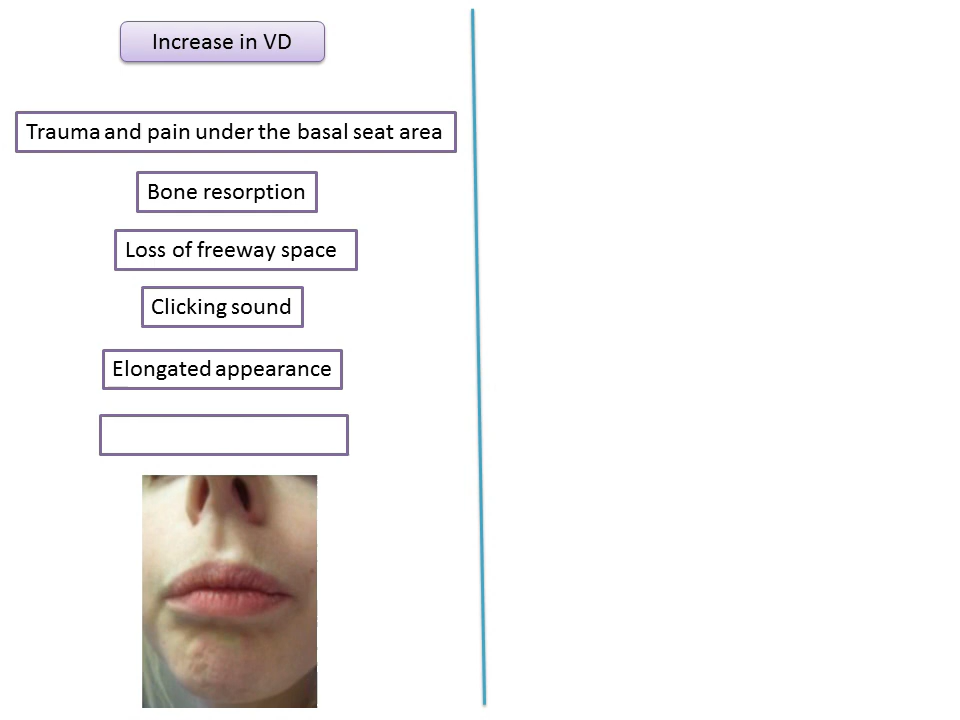 Increase in VD
Trauma and pain under the basal seat area
Bone resorption
Loss of freeway space
Clicking sound
Elongated appearance